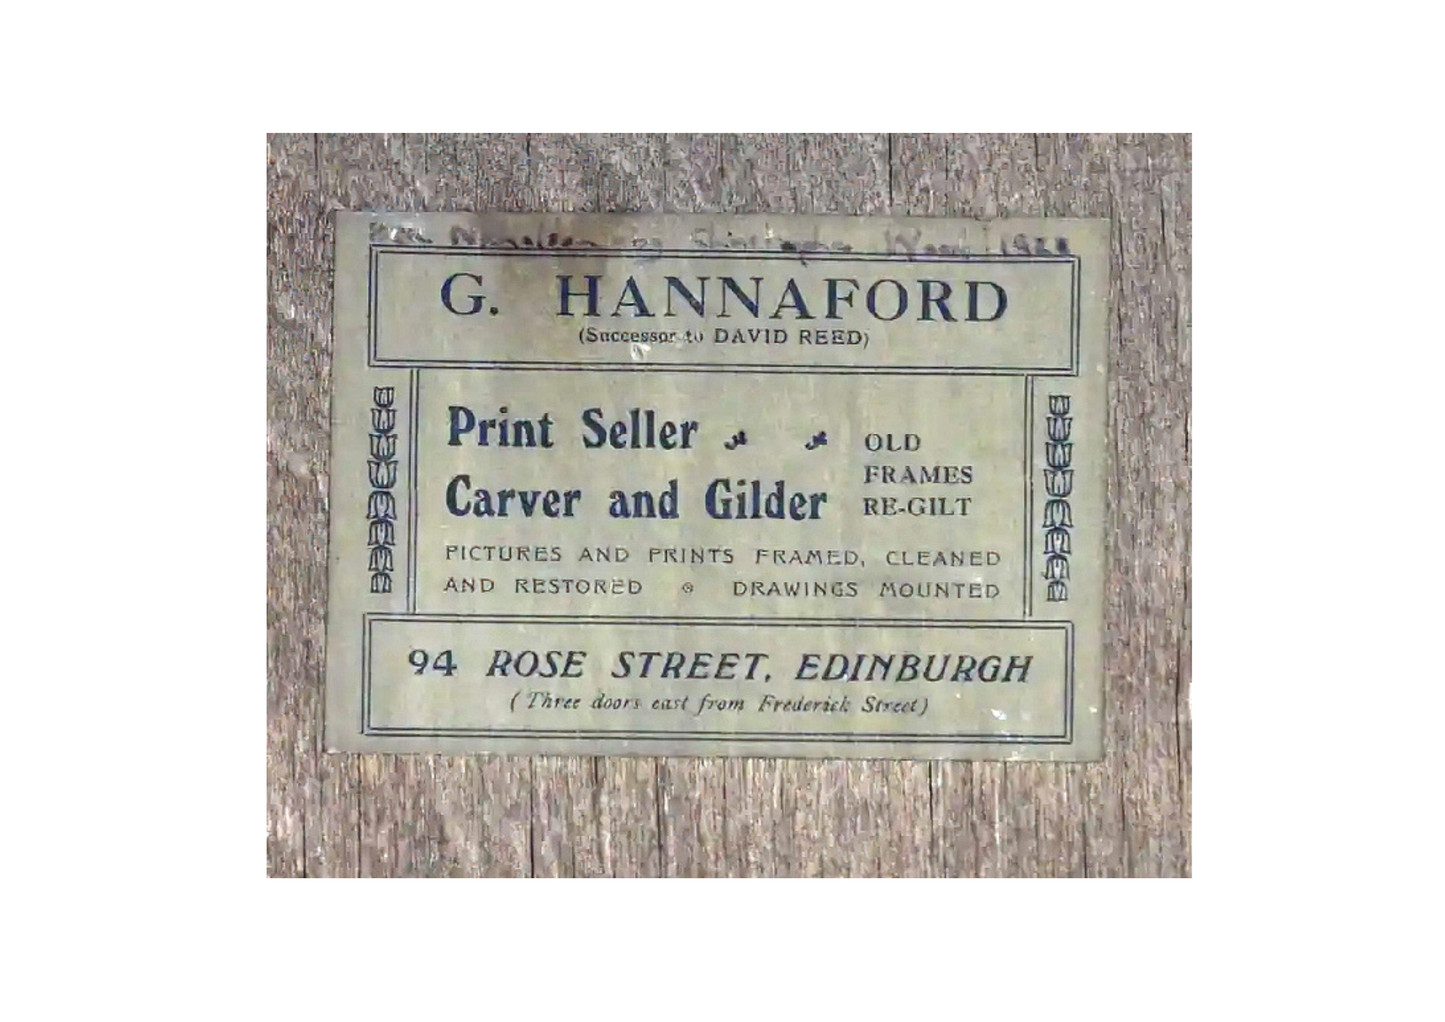 G. HANNAFORD
(Successor to DAVID REED)
Print Seller
Carver and Gilder
OLD
FRAMES
RE-GILT
PICTURES AND PRINTS FRAMED, CLEANED
AND RESTORED DRAWINGS MOUNTED
94 ROSE STREET, EDINBURGH
(Three doors east from Frederick Street)